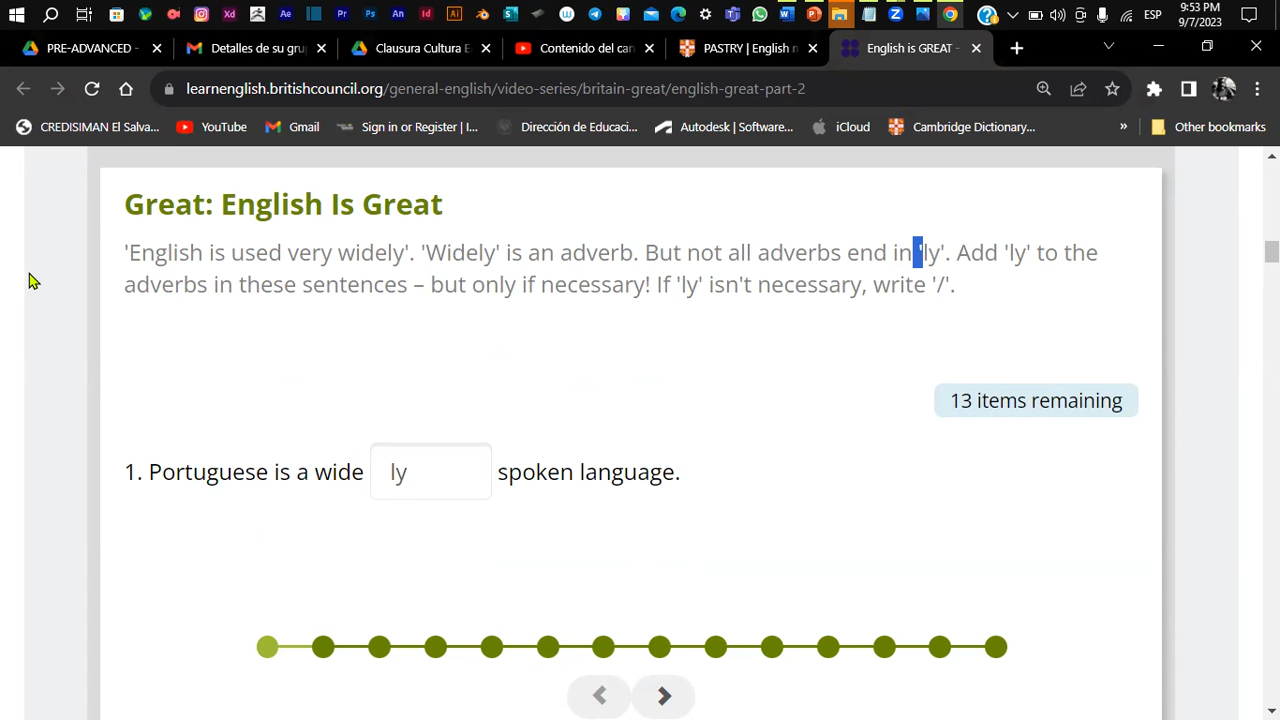 9:53 PM
ESP
9/7/2023
PRE-ADVANCED -
Detalles de su gru
Clausura Cultura E
Contenido del can
PASTRY | English n
English is GREAT -
learnenglish.britishcouncil.org/general-english/video-series/britain-great/english-great-part-2
CREDISIMAN El Salva...
YouTube
Gmail
Sign in or Register | I...
Dirección de Educaci...
Autodesk | Software...
iCloud
Cambridge Dictionary...
»
Other bookmarks
Great: English Is Great
'English is used very widely'. 'Widely' is an adverb. But not all adverbs end in 'ly'. Add 'ly' to the
adverbs in these sentences – but only if necessary! If 'ly' isn't necessary, write '/'.
13 items remaining
1. Portuguese is a wide ly spoken language.